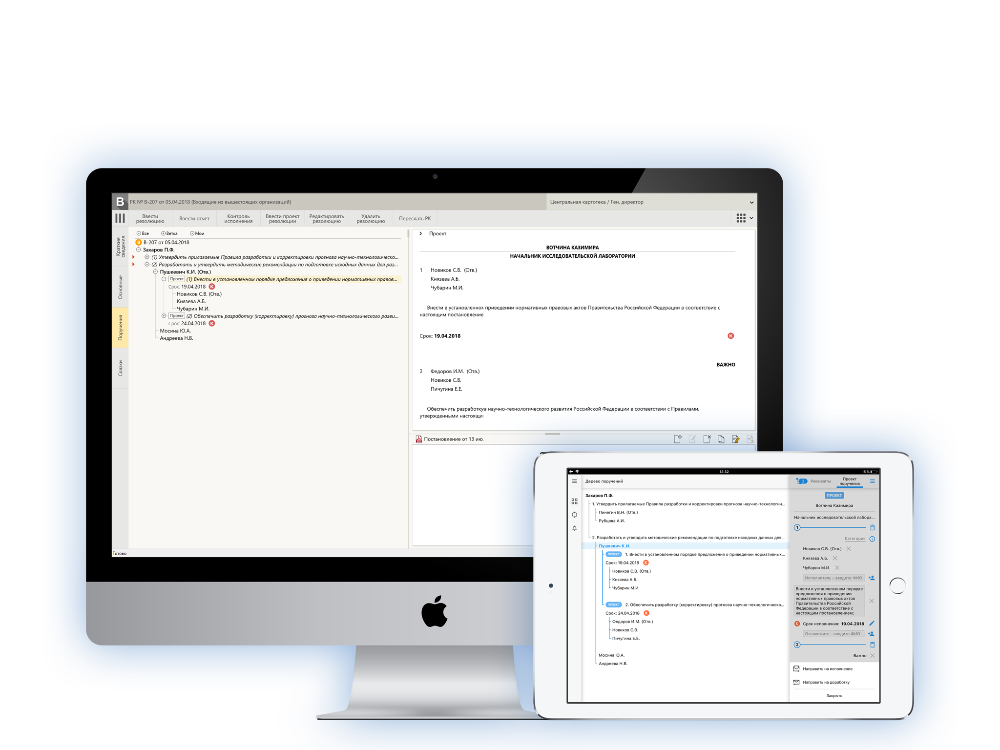 B
РК № В-207 от 05.04.2018 (Входящие из вышестоящих организаций)
Центральная картотека / Ген. директор
Ввести резолюцию
Ввести отчёт
Контроль исполнения
Ввести проект резолюции
Редактировать резолюцию
Удалить резолюцию
Переслать РК
Краткие сведения
Основные
Поручения
Связки
Все
Ветка
Мои
В В-207 от 05.04.2018
Захаров П.Ф.
(1) Утвердить прилагаемые Правила разработки и корректировки прогноза научно-технологическо...
(2) Разработать и утвердить методические рекомендации по подготовке исходных данных для раз...
Пушкевич К.И. (Отв.)
Проект (1) Внести в установленном порядке предложения о приведении нормативных правов...
Срок: 19.04.2018 К
Новиков С.В. (Отв.)
Князева А.Б.
Чубарин М.И.
Проект (2) Обеспечить разработку (корректировку) прогноза научно-технологического разви...
Срок: 24.04.2018 К
Мосина Ю.А.
Андреева Н.В.
Готово
Проект
ВОТЧИНА КАЗИМИРА
НАЧАЛЬНИК ИССЛЕДОВАТЕЛЬСКОЙ ЛАБОРАТОРИИ
1 Новиков С.В. (Отв.)
Князева А.Б.
Чубарин М.И.
Внести в установленном приведении нормативных правовых актов Правительства Российской Федерации в соответствие с
настоящим постановление
Срок: 19.04.2018 К
ВАЖНО
2 Федоров И.М. (Отв.)
Новиков С.В.
Пичугина Е.Е.
Обеспечить разработкуа научно-технологического развития Российской Федерации в соответствии с Правилами,
утвержденными настоящи
Постановление от 13 ию.
12:32
15 %
Дерево поручений
Захаров П.Ф.
1. Утвердить прилагаемые Правила разработки и корректировки прогноза научно-технологич...
Пинегин В.Н. (Отв.)
Рубцова А.И.
2. Разработать и утвердить методические рекомендации по подготовке исходных данных для...
Пушкевич К.И.
ПРОЕКТ 1. Внести в установленном порядке предложения о приведении нормативных...
Срок: 19.04.2018 К
Новиков С.В. (Отв.)
Князева А.Б.
Чубарин М.И.
ПРОЕКТ 2. Обеспечить разработку (корректировку) прогноза научно-технологическо...
Срок: 24.04.2018 К
Федоров И.М. (Отв.)
Новиков С.В.
Пичугина Е.Е.
Мосина Ю.А.
Андреева Н.В.
3 Реквизиты
Проект поручения
ПРОЕКТ
Вотчина Казимира
Начальник исследовательской лабора...
1
Категория
Новиков С.В. (Отв.)
Князева А.Б.
Чубарин М.И.
Исполнитель – введите ФИО
Внести в установленном порядке
предложения о приведении
нормативных правовых актов
Правительства Российской
Федерации в соответствие с
настоящим постановлением;
К Срок исполнения: 19.04.2018
Ознакомить – введите ФИО
2
Важно
Направить на исполнение
Направить на доработку
Закрыть